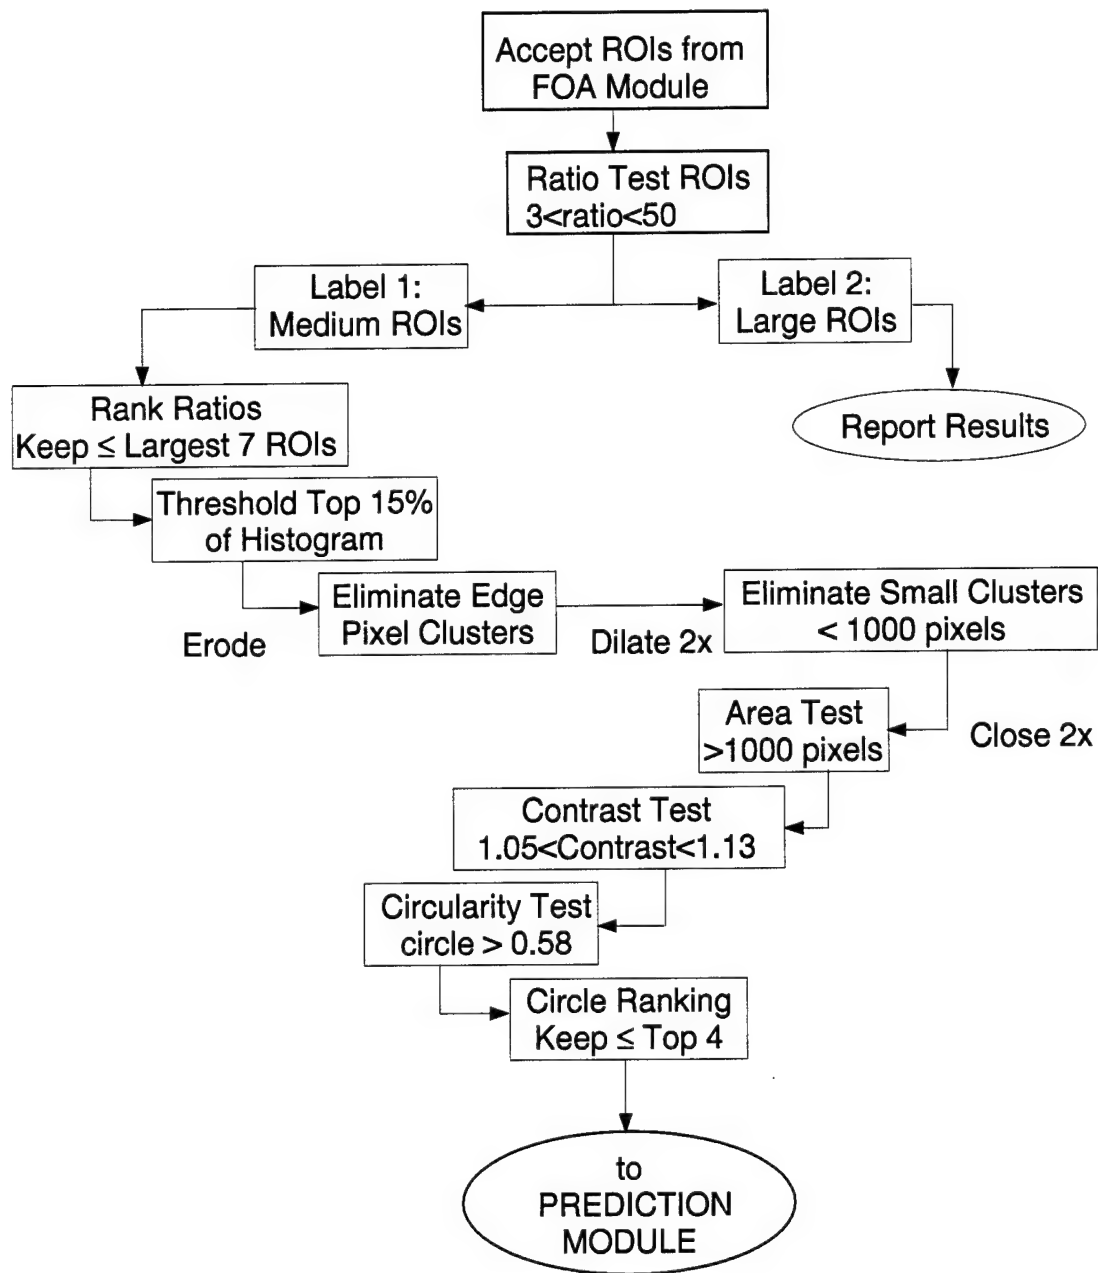 Accept ROIs from
FOA Module
Ratio Test ROIs
3<ratio<50
Label 1:
Medium ROIs
Label 2:
Large ROIs
Rank Ratios
Keep ≤ Largest 7 ROIs
Report Results
Threshold Top 15%
of Histogram
Erode
Eliminate Edge
Pixel Clusters
Dilate 2x
Eliminate Small Clusters
< 1000 pixels
Area Test
>1000 pixels
Close 2x
Contrast Test
1.05<Contrast<1.13
Circularity Test
circle > 0.58
Circle Ranking
Keep ≤ Top 4
to
PREDICTION
MODULE